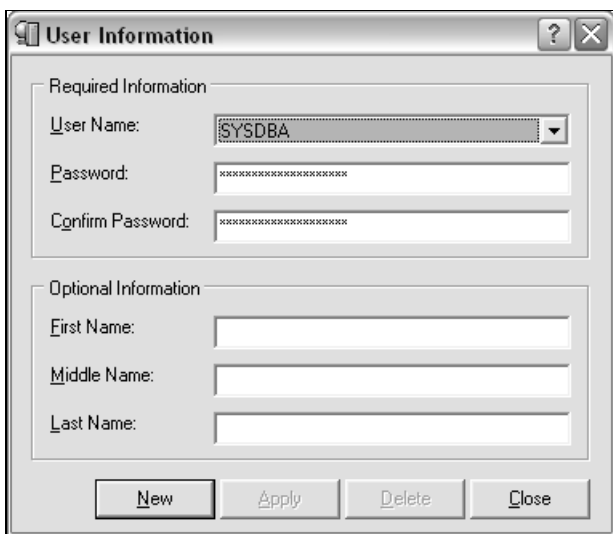 User Information
Required Information
User Name: SYSDBA
Password: ********************
Confirm Password: ********************
Optional Information
First Name:
Middle Name:
Last Name:
New Apply Delete Close